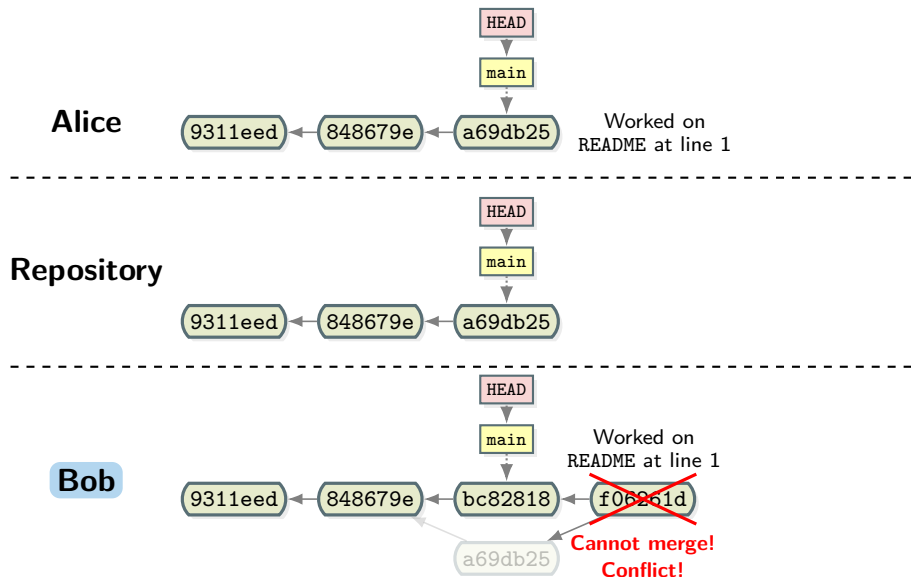 HEAD
main
Alice
9311eed 848679e a69db25
Worked on
README at line 1
HEAD
main
Repository
9311eed 848679e a69db25
HEAD
main
Worked on
README at line 1
Bob
9311eed 848679e bc82818 f06261d
a69db25
Cannot merge!
Conflict!